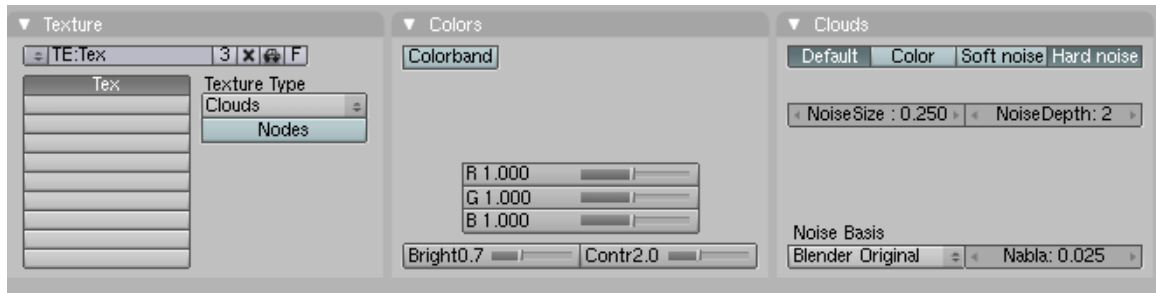 Texture
TE:Tex 3 F
Tex
Texture Type
Clouds
Nodes
Colors
Colorband
R 1.000
G 1.000
B 1.000
Bright0.7 Contr2.0
Clouds
Default Color Soft noise Hard noise
NoiseSize : 0.250 NoiseDepth: 2
Noise Basis
Blender Original Nabla: 0.025